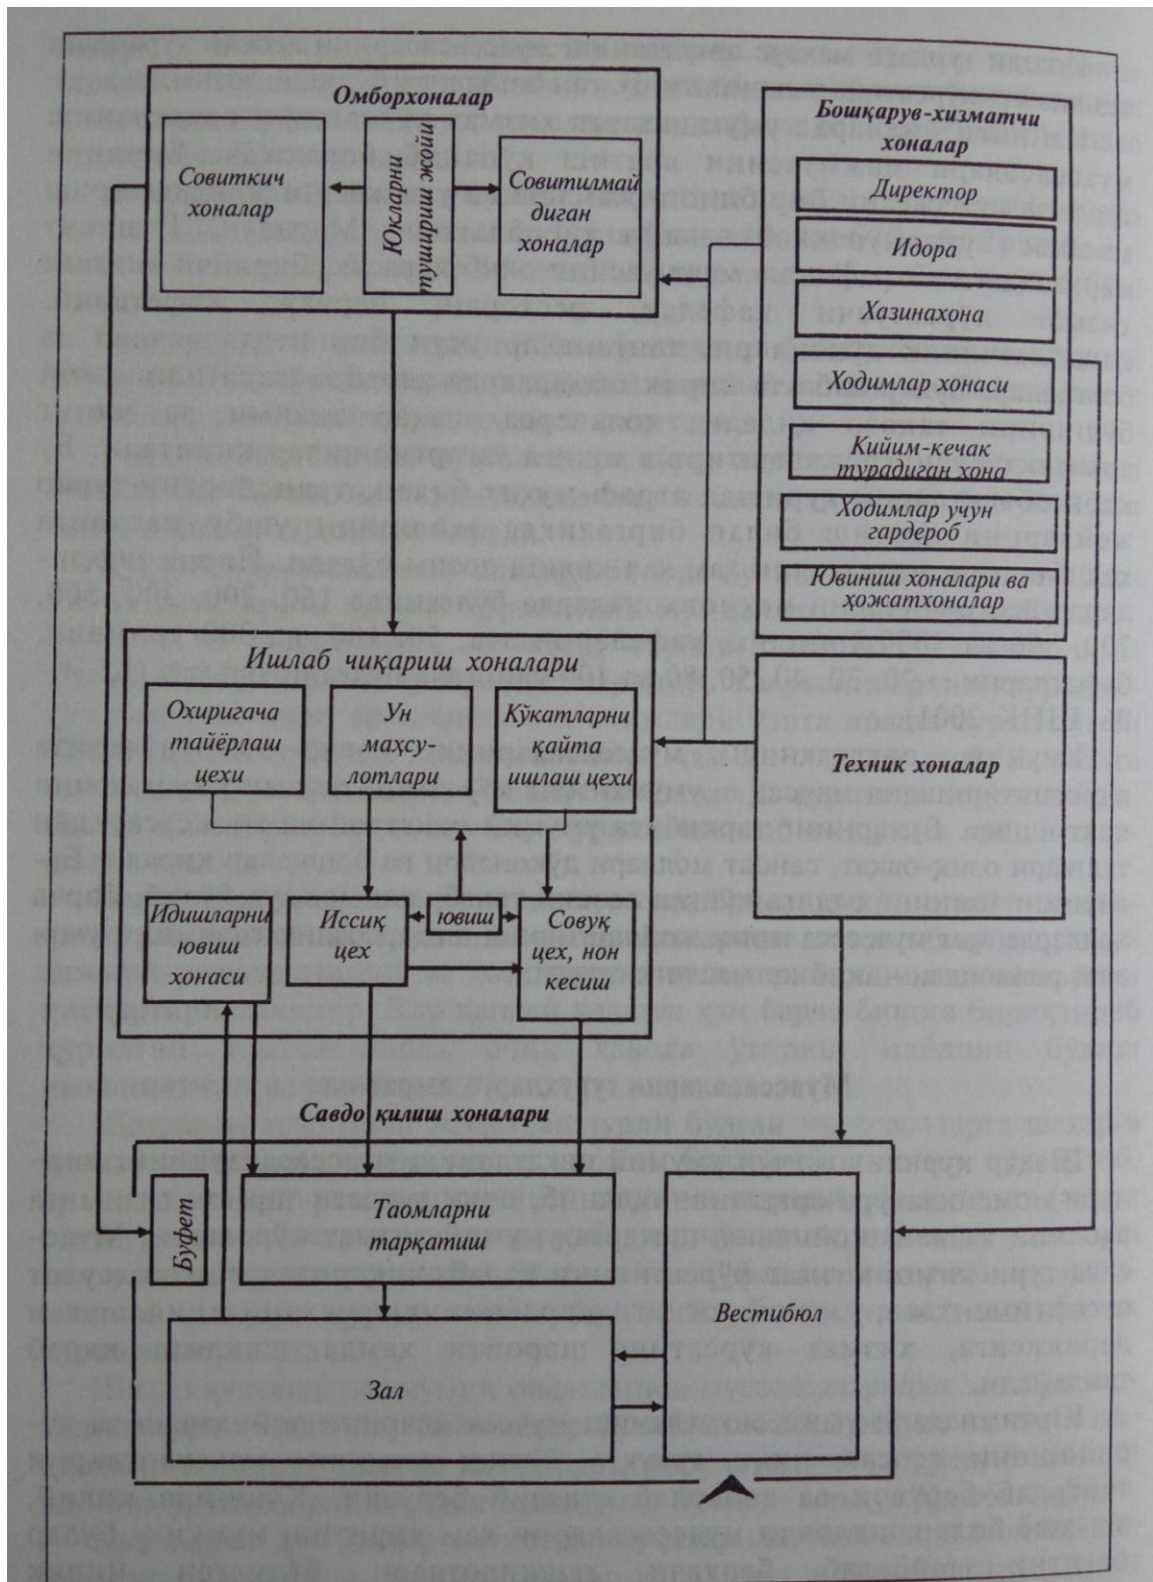 Омборхоналар
Совиткич
хоналар
Юкларни
тушириш жойи
Совитилмай
диган
хоналар
Бошқарув-хизматчи
хоналар
Директор
Идора
Хазинахона
Ходимлар хонаси
Кийим-кечак
турадиган хона
Ходимлар учун
гардероб
Ювиниш хоналари ва
ҳожатхоналар
Ишлаб чиқариш хоналари
Охиригача
тайёрлаш
цехи
Ун
маҳсу-
лотлари
Кўкатларни
қайта
ишлаш цехи
Техник хоналар
Идишларни
ювиш
хонаси
Иссиқ
цех
ювиш
Совуқ
цех, нон
кесиш
Савдо қилиш хоналари
Буфет
Таомларни
тарқатиш
Вестибюл
Зал